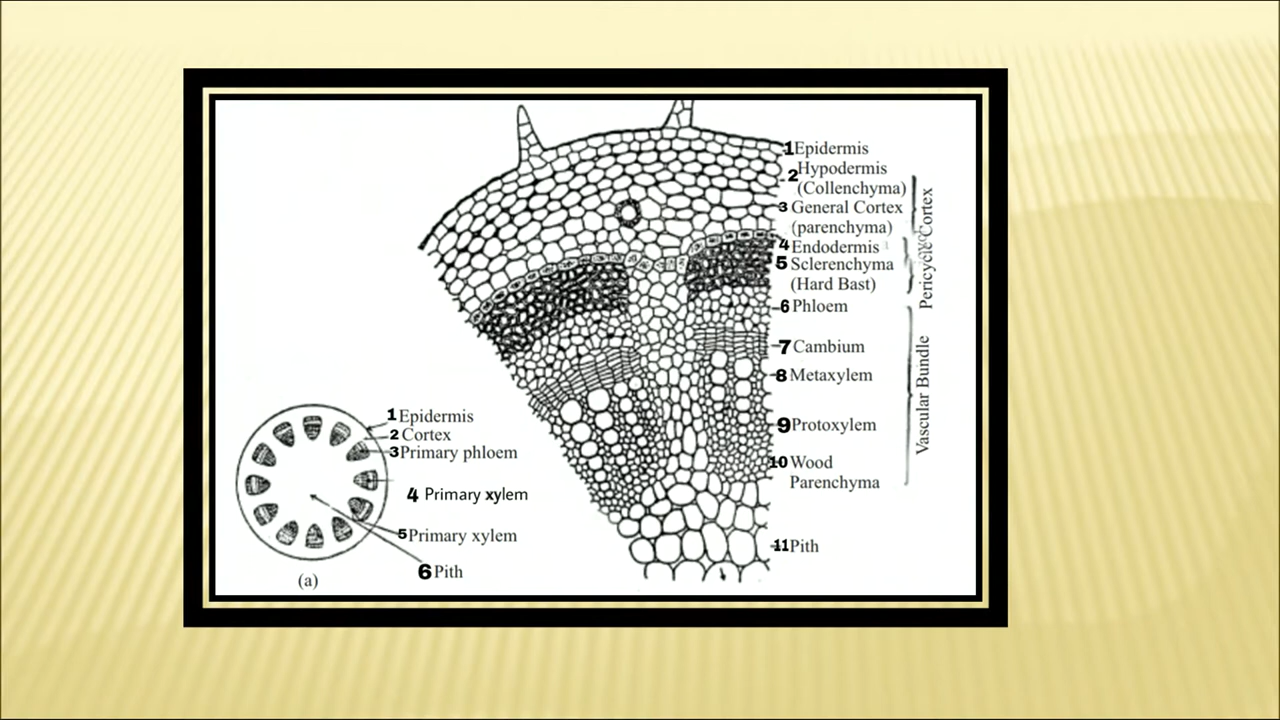 1Epidermis
2 Hypodermis
(Collenchyma)
3 General Cortex
(parenchyma)
4 Endodermis
5 Sclerenchyma
(Hard Bast)
6 Phloem
7 Cambium
8 Metaxylem
9 Protoxylem
10 Wood
Parenchyma
11 Pith
Cortex
Pericycle
Vascular Bundle
1 Epidermis
2 Cortex
3 Primary phloem
4 Primary xylem
5 Primary xylem
6 Pith
(a)